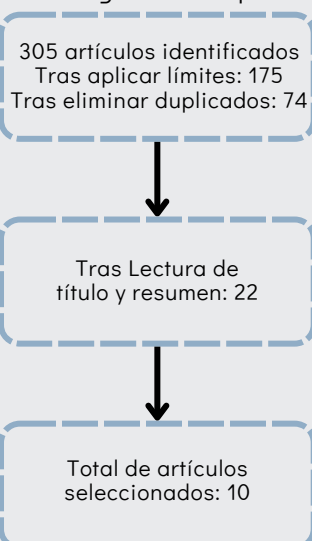 305 artículos identificados
Tras aplicar límites: 175
Tras eliminar duplicados: 74
Tras Lectura de
título y resumen: 22
Total de artículos
seleccionados: 10